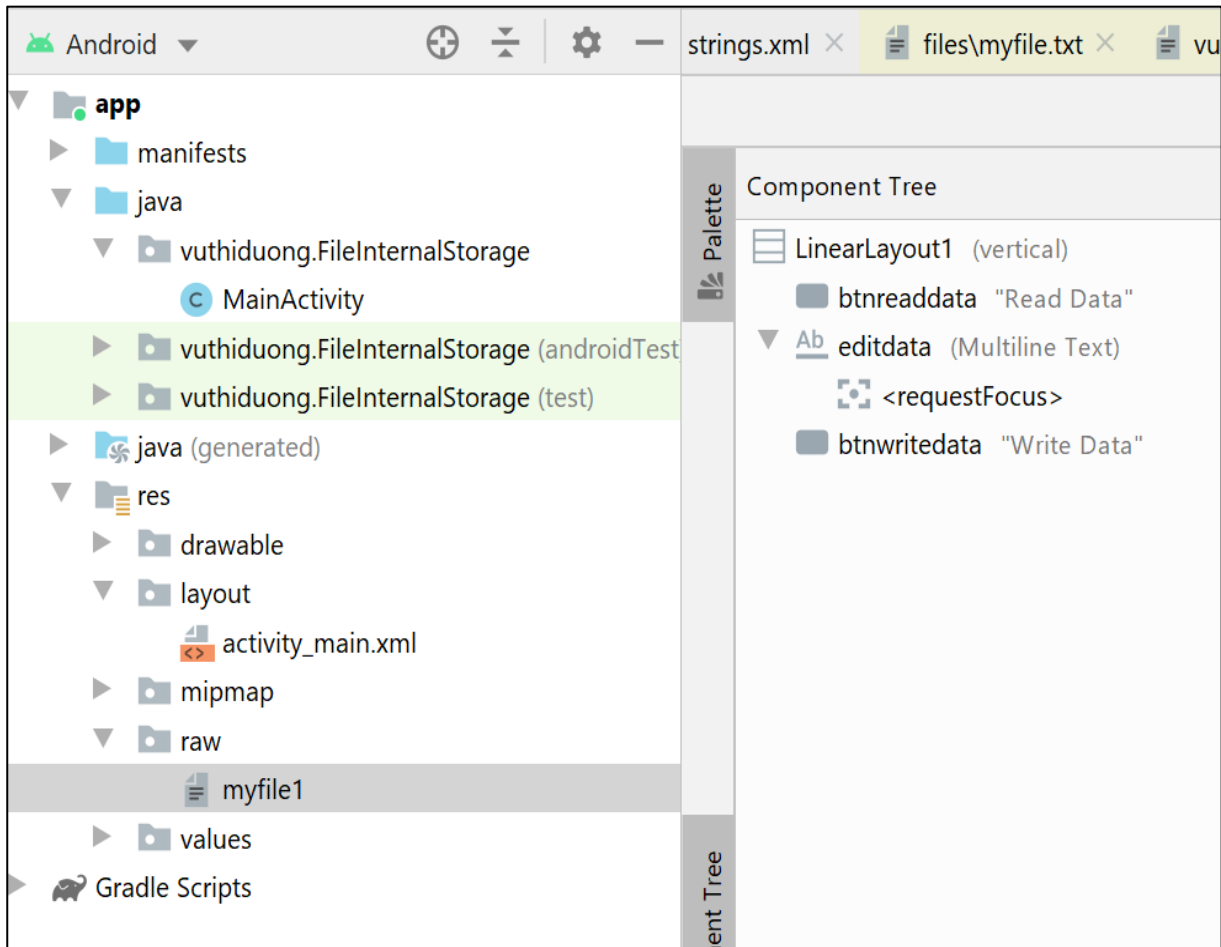 Android
strings.xml
files\myfile.txt
vu
app
manifests
java
vuthiduong.FileInternalStorage
MainActivity
vuthiduong.FileInternalStorage (androidTest
vuthiduong.FileInternalStorage (test)
java (generated)
res
drawable
layout
activity_main.xml
mipmap
raw
myfile1
values
Gradle Scripts
Palette
Component Tree
LinearLayout1 (vertical)
btnreaddata "Read Data"
Ab editdata (Multiline Text)
<requestFocus>
btnwritedata "Write Data"
nent Tree